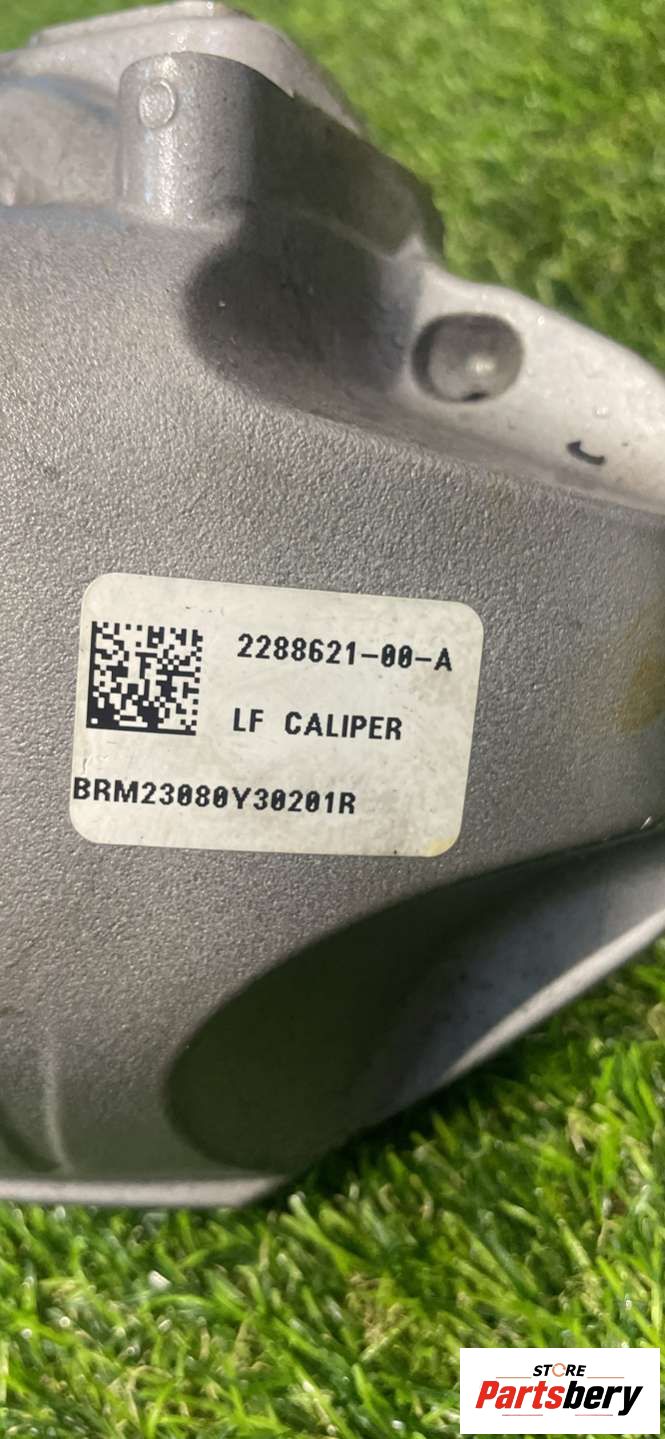 2288621-00-A
LF CALIPER
BRM23080Y30201R
STORE
Partsbery